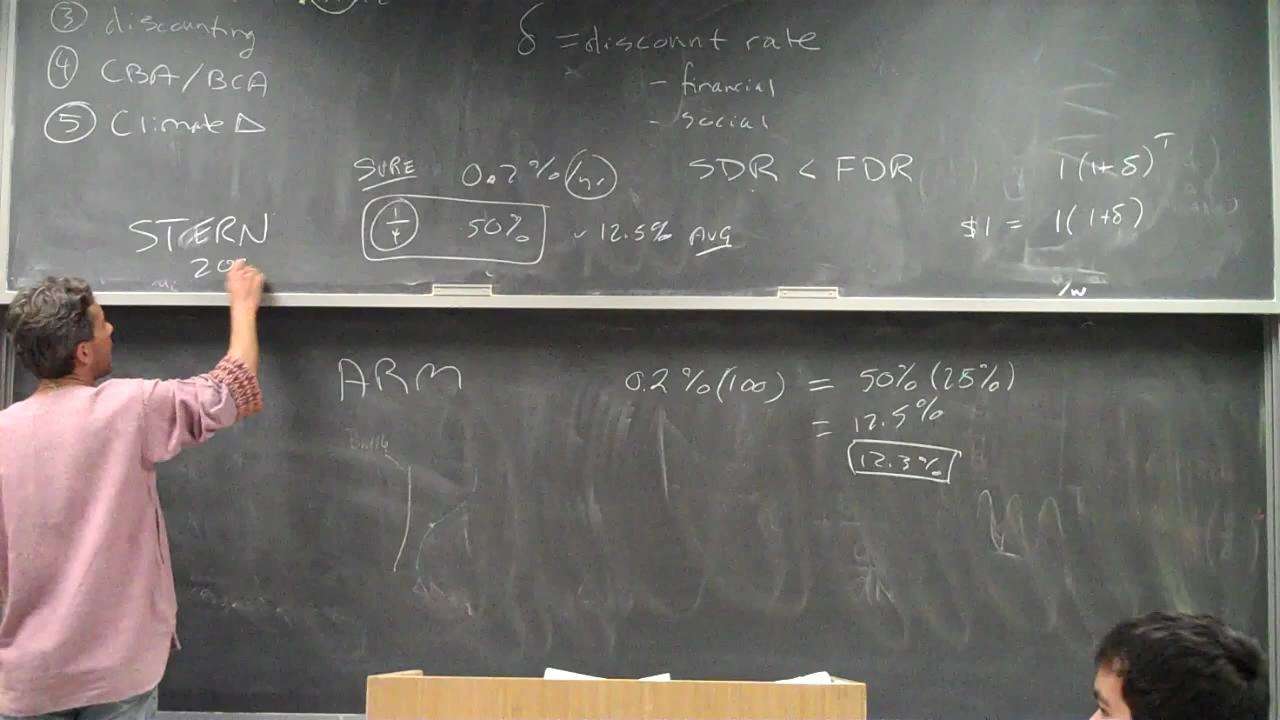 ③ discounting
④ CBA/BCA
⑤ Climate Δ
δ = discount rate
- financial
- social
SURE 0.2%/yr.
1/4 50% ~ 12.5% AVG
SDR < FDR
1(1+δ)^T
$1 = 1(1+δ)
STERN
200
ARM
0.2%(100) = 50%(25%)
= 12.5%
12.3%